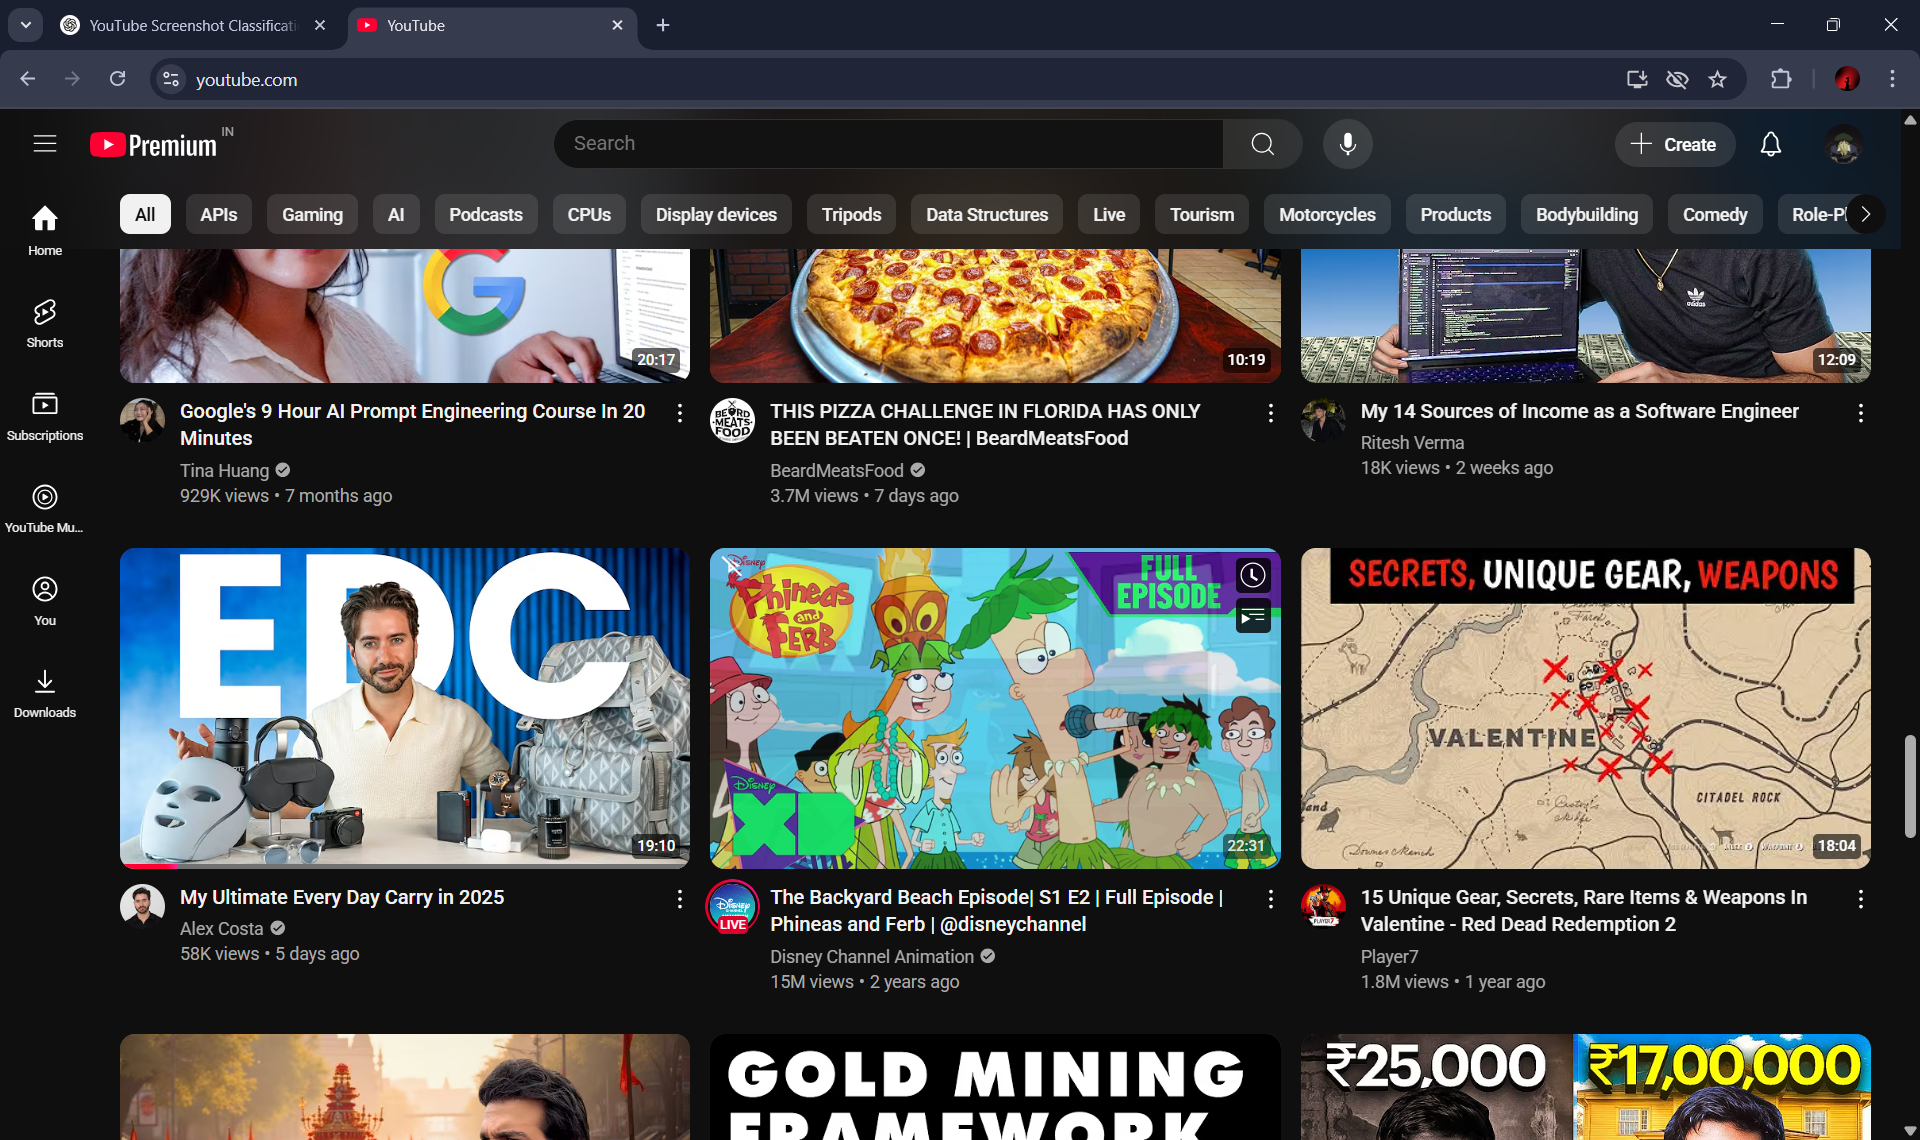 YouTube Screenshot Classificati
YouTube
youtube.com
Premium
IN
Search
Create
All
APIs
Gaming
AI
Podcasts
CPUs
Display devices
Tripods
Data Structures
Live
Tourism
Motorcycles
Products
Bodybuilding
Comedy
Role-Pl
Home
Shorts
Subscriptions
YouTube Mu...
You
Downloads
20:17
10:19
adidas
12:09
Google's 9 Hour AI Prompt Engineering Course In 20
Minutes
Tina Huang
929K views • 7 months ago
BEARD
MEATS
FOOD
THIS PIZZA CHALLENGE IN FLORIDA HAS ONLY
BEEN BEATEN ONCE! | BeardMeatsFood
BeardMeatsFood
3.7M views • 7 days ago
My 14 Sources of Income as a Software Engineer
Ritesh Verma
18K views • 2 weeks ago
EDC
19:10
Disney
Phineas
and
FERB
FULL
EPISODE
Disney
XD
22:31
SECRETS, UNIQUE GEAR, WEAPONS
VALENTINE
CITADEL ROCK
18:04
My Ultimate Every Day Carry in 2025
Alex Costa
58K views • 5 days ago
Disney
LIVE
The Backyard Beach Episode| S1 E2 | Full Episode |
Phineas and Ferb | @disneychannel
Disney Channel Animation
15M views • 2 years ago
PLAYER7
15 Unique Gear, Secrets, Rare Items & Weapons In
Valentine - Red Dead Redemption 2
Player7
1.8M views • 1 year ago
GOLD MINING
FRAMEWORK
₹25,000
₹17,00,000